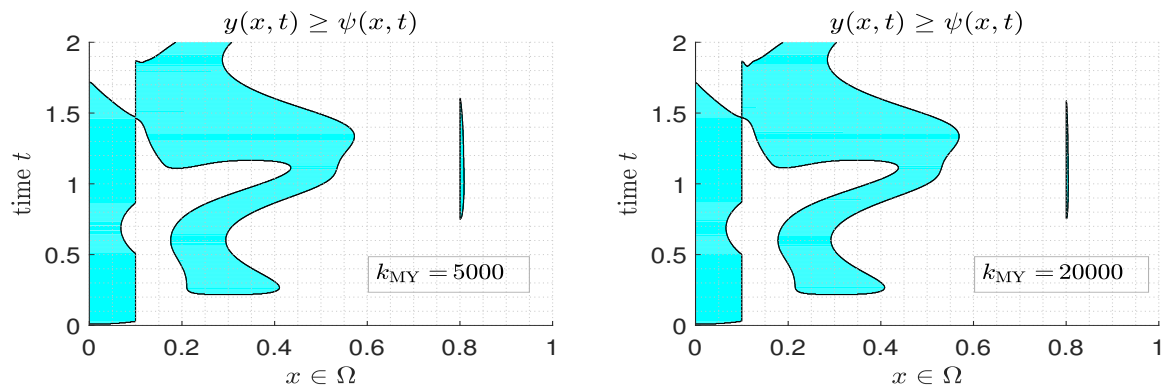 y(x, t) ≥ ψ(x, t)
2
1.5
1
0.5
0
time t
k_MY = 5000
0 0.2 0.4 0.6 0.8 1
x ∈ Ω
y(x, t) ≥ ψ(x, t)
2
1.5
1
0.5
0
time t
k_MY = 20000
0 0.2 0.4 0.6 0.8 1
x ∈ Ω